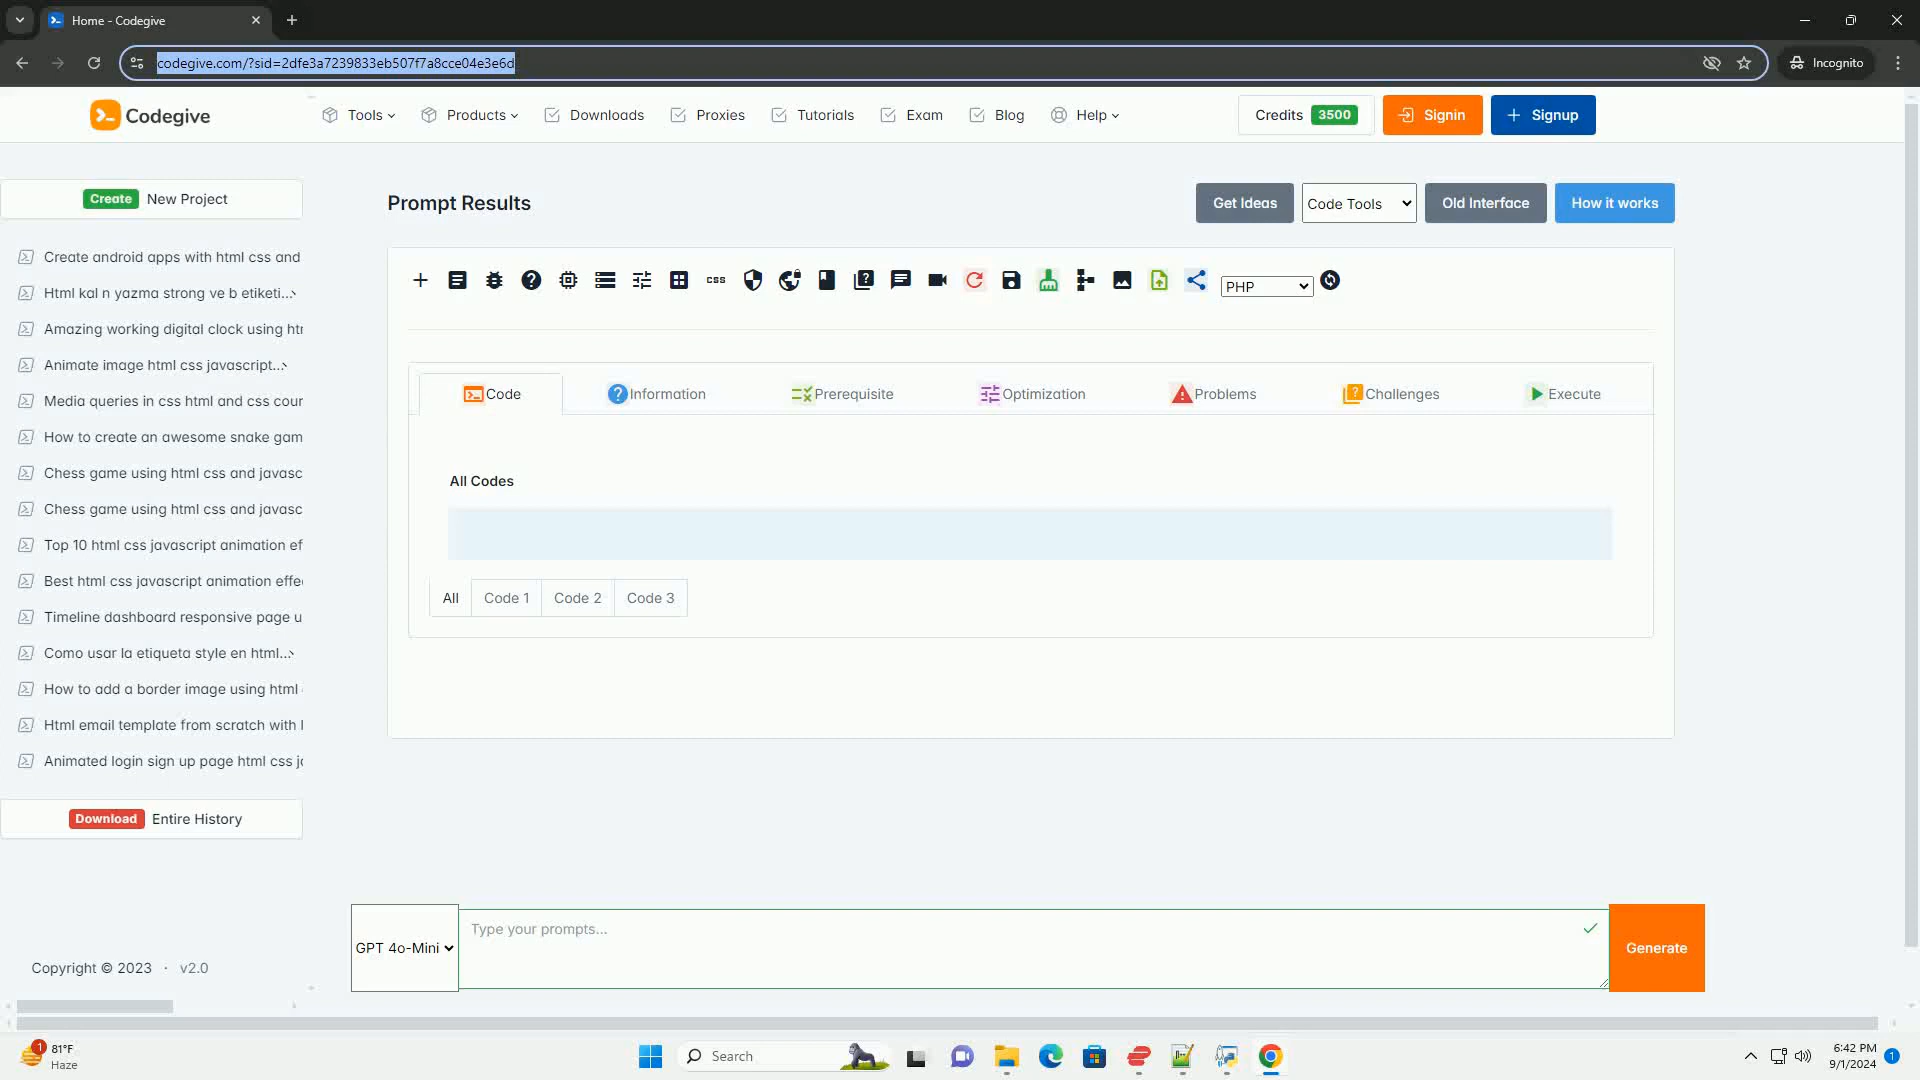 Home - Codegive
codegive.com/?sid=2dfe3a7239833eb507f7a8cce04e3e6d
Incognito
Codegive
Tools
Products
Downloads
Proxies
Tutorials
Exam
Blog
Help
Credits 3500
Signin
Signup
Create New Project
Prompt Results
Get Ideas
Code Tools
Old Interface
How it works
Create android apps with html css and
Html kal n yazma strong ve b etiketi...
Amazing working digital clock using htm
Animate image html css javascript...
Media queries in css html and css cour
How to create an awesome snake gam
Chess game using html css and javasc
Chess game using html css and javasc
Top 10 html css javascript animation ef
Best html css javascript animation effe
Timeline dashboard responsive page u
Como usar la etiqueta style en html...
How to add a border image using html
Html email template from scratch with
Animated login sign up page html css
Download Entire History
css
PHP
Code
Information
Prerequisite
Optimization
Problems
Challenges
Execute
All Codes
All
Code 1
Code 2
Code 3
GPT 4o-Mini
Type your prompts...
Generate
Copyright © 2023 · v2.0
1
81°F
Haze
Search
6:42 PM
9/1/2024
1